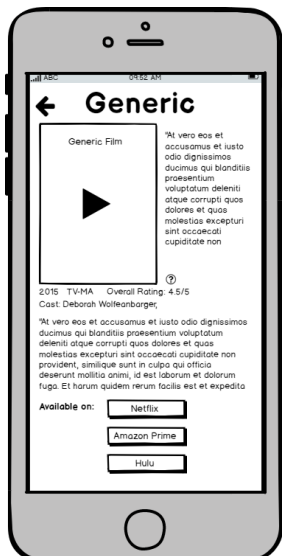 ABC 09:52 AM
Generic
Generic Film
"At vero eos et
accusamus et iusto
odio dignissimos
ducimus qui blanditiis
praesentium
voluptatum deleniti
atque corrupti quos
dolores et quas
molestias excepturi
sint occaecati
cupiditate non
?
2015 TV-MA Overall Rating: 4.5/5
Cast: Deborah Wolfeanbarger,
"At vero eos et accusamus et iusto odio dignissimos
ducimus qui blanditiis praesentium voluptatum
deleniti atque corrupti quos dolores et quas
molestias excepturi sint occaecati cupiditate non
provident, similique sunt in culpa qui officia
deserunt mollitia animi, id est laborum et dolorum
fuga. Et harum quidem rerum facilis est et expedita
Available on:
Netflix
Amazon Prime
Hulu